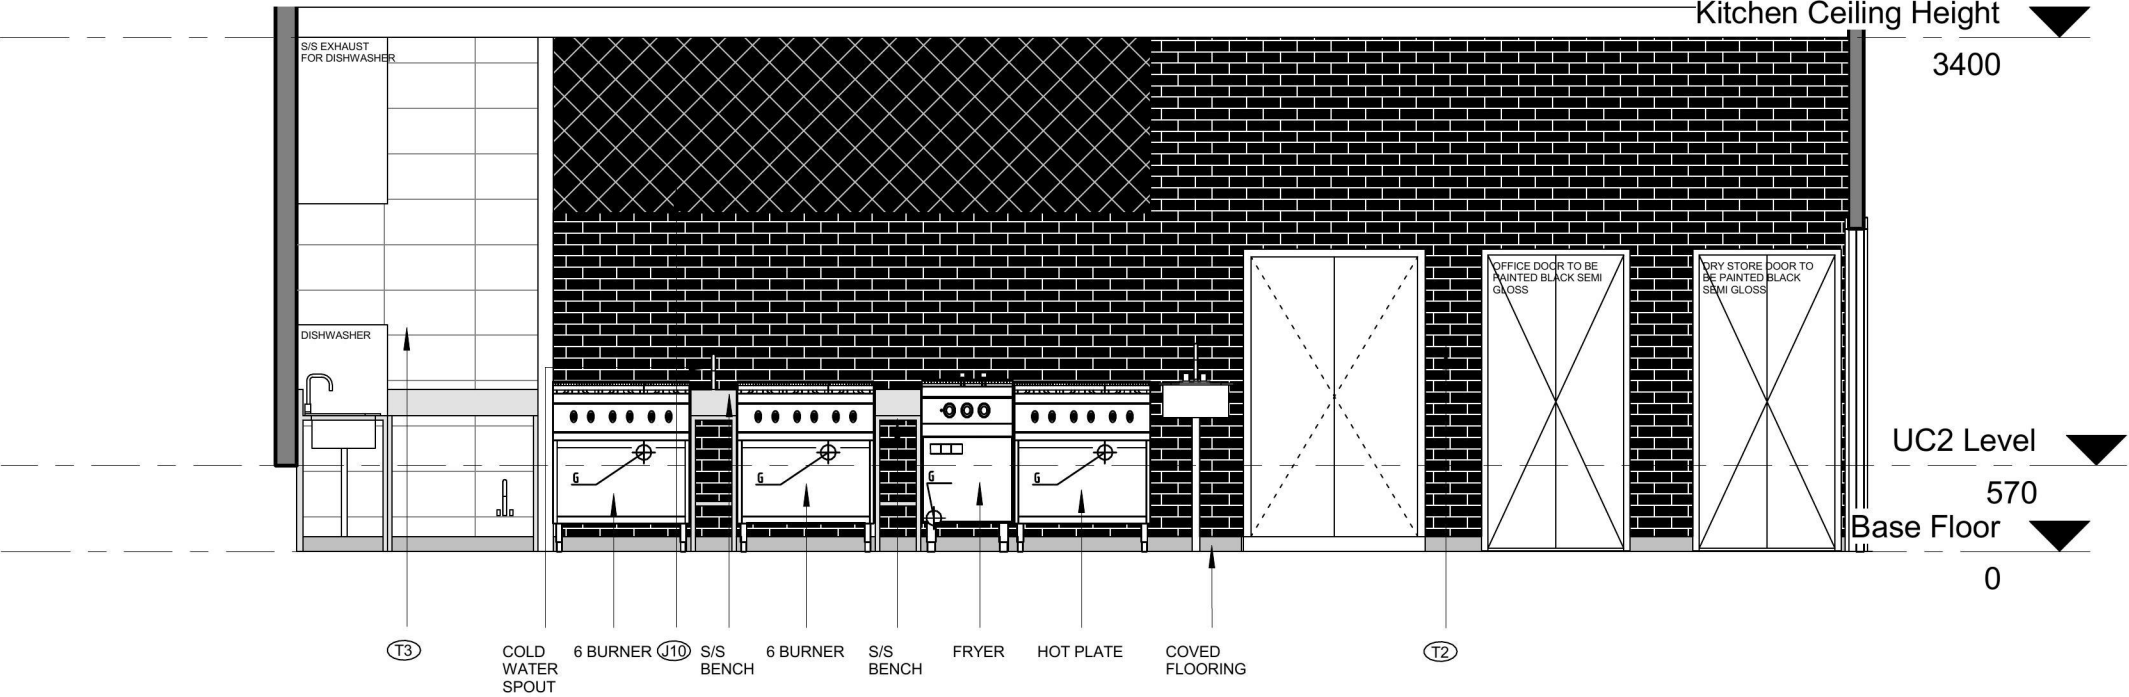 Kitchen Ceiling Height
3400
S/S EXHAUST
FOR DISHWASHER
OFFICE DOOR TO BE
PAINTED BLACK SEMI
GLOSS
DRY STORE DOOR TO
BE PAINTED BLACK
SEMI GLOSS
DISHWASHER
UC2 Level
570
G
G
G
G
Base Floor
0
T3
COLD
WATER
SPOUT
6 BURNER
J10
S/S
BENCH
6 BURNER
S/S
BENCH
FRYER
HOT PLATE
COVED
FLOORING
T2